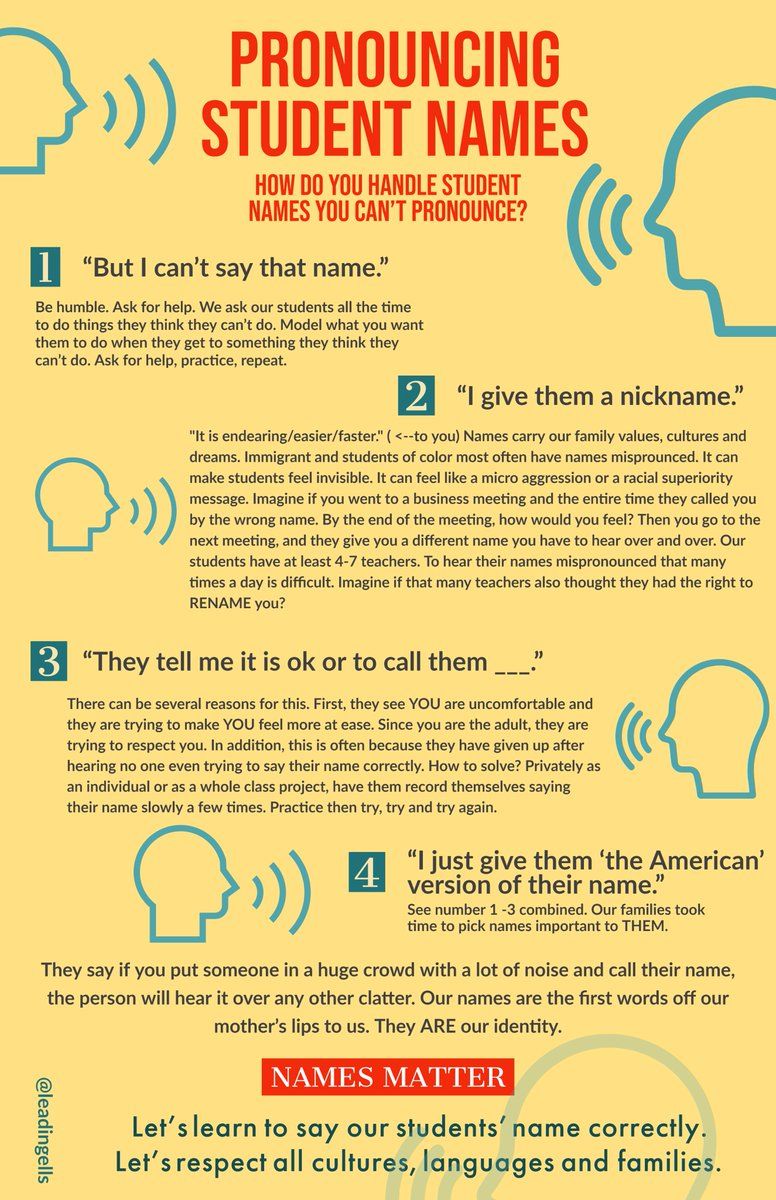 PRONOUNCING
STUDENT NAMES
HOW DO YOU HANDLE STUDENT
NAMES YOU CAN'T PRONOUNCE?
1 “But I can’t say that name.”
Be humble. Ask for help. We ask our students all the time
to do things they think they can’t do. Model what you want
them to do when they get to something they think they
can’t do. Ask for help, practice, repeat.
2 “I give them a nickname.”
"It is endearing/easier/faster." ( <--to you) Names carry our family values, cultures and
dreams. Immigrant and students of color most often have names mispronounced. It can
make students feel invisible. It can feel like a micro aggression or a racial superiority
message. Imagine if you went to a business meeting and the entire time they called you
by the wrong name. By the end of the meeting, how would you feel? Then you go to the
next meeting, and they give you a different name you have to hear over and over. Our
students have at least 4-7 teachers. To hear their names mispronounced that many
times a day is difficult. Imagine if that many teachers also thought they had the right to
RENAME you?
3 “They tell me it is ok or to call them ___.”
There can be several reasons for this. First, they see YOU are uncomfortable and
they are trying to make YOU feel more at ease. Since you are the adult, they are
trying to respect you. In addition, this is often because they have given up after
hearing no one even trying to say their name correctly. How to solve? Privately as
an individual or as a whole class project, have them record themselves saying
their name slowly a few times. Practice then try, try and try again.
4 “I just give them ‘the American’
version of their name.”
See number 1 -3 combined. Our families took
time to pick names important to THEM.
They say if you put someone in a huge crowd with a lot of noise and call their name,
the person will hear it over any other clatter. Our names are the first words off our
mother’s lips to us. They ARE our identity.
NAMES MATTER
Let’s learn to say our students’ name correctly.
Let’s respect all cultures, languages and families.
@leadingells